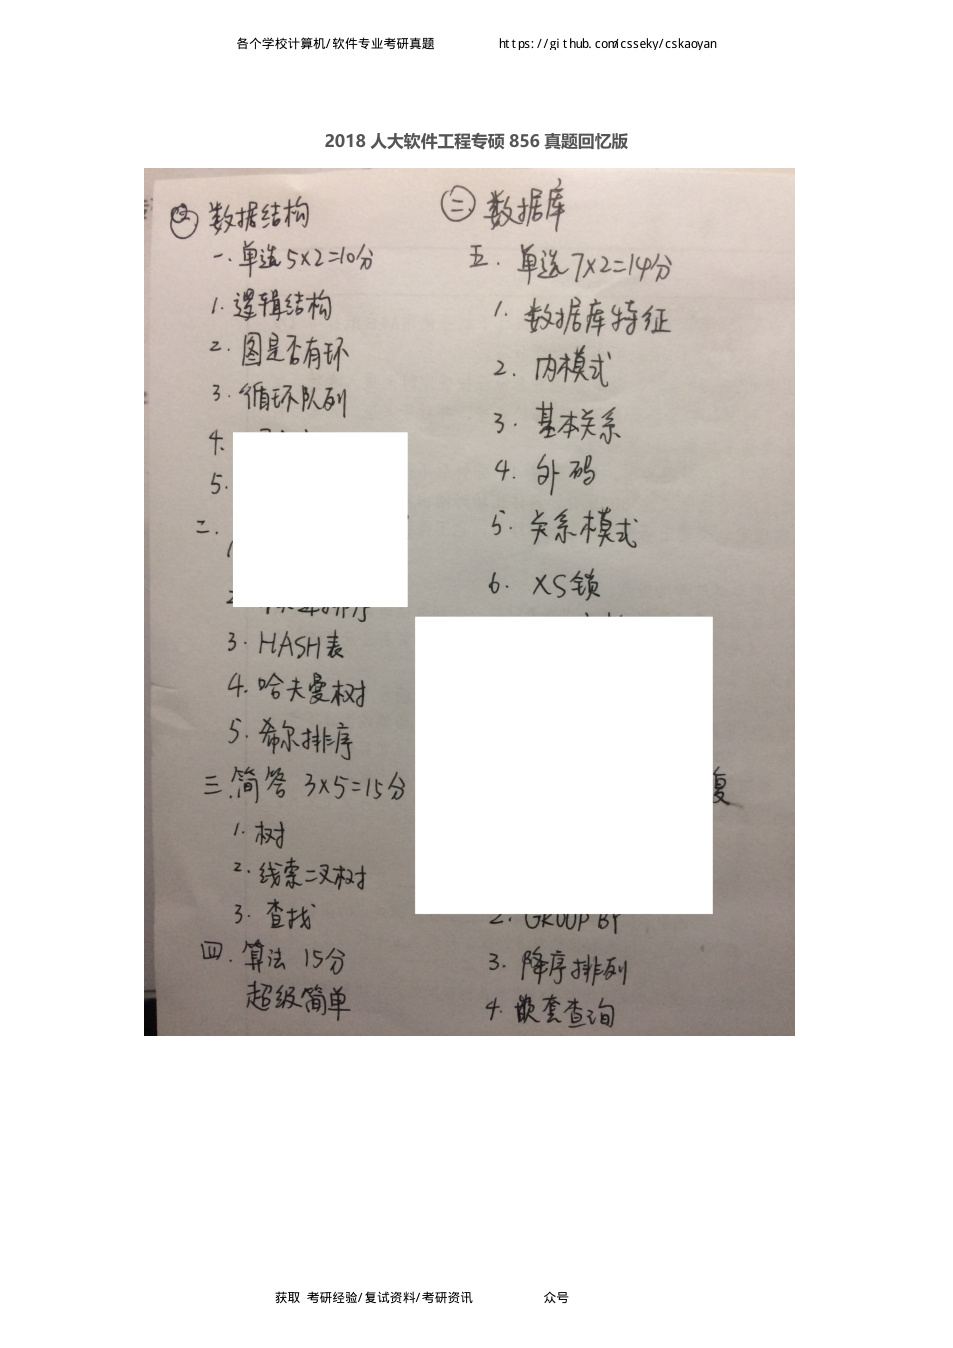 各个学校计算机/软件专业考研真题 https://github.com/csseky/cskaoyan
2018 人大软件工程专硕 856 真题回忆版
数据结构
一. 单选 5×2=10分
1. 逻辑结构
2. 图是否有环
3. 循环队列
4.
5.
二.
3. HASH表
4. 哈夫曼树
5. 希尔排序
三. 简答 3×5=15分
1. 树
2. 线索二叉树
3. 查找
四. 算法 15分
超级简单
㊂ 数据库
五. 单选 7×2=14分
1. 数据库特征
2. 内模式
3. 基本关系
4. 外码
5. 关系模式
6. XS锁
复
2. GROUP BY
3. 降序排列
4. 嵌套查询
获取 考研经验/复试资料/考研资讯 众号